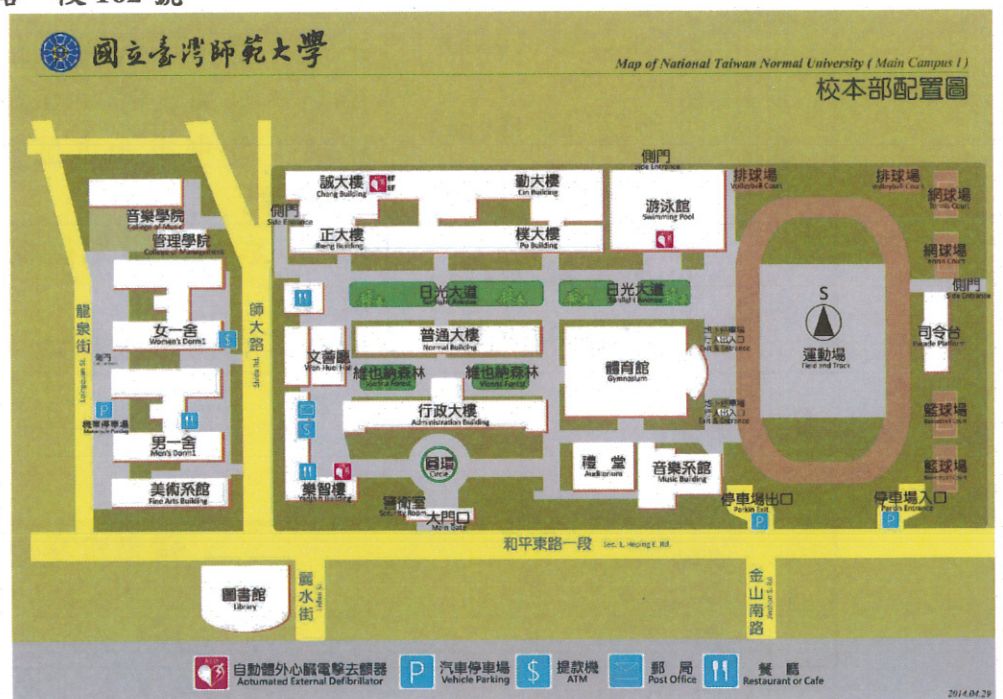 162 號
國立臺灣師範大學
Map of National Taiwan Normal University ( Main Campus I )
校本部配置圖
側門
Side Entrance
誠大樓
Cheng Building
勤大樓
Cin Building
排球場
Volleyball Court
排球場
Volleyball Court
游泳館
Swimming Pool
網球場
Tennis Court
音樂學院
College of Music
側門
Side Entrance
管理學院
College of Management
正大樓
Jheng Building
樸大樓
Pu Building
網球場
Tennis Court
日光大道
Sunlight Avenue
日光大道
Sunlight Avenue
側門
Side Entrance
S
龍泉街
師大路
女一舍
Women's Dorm1
$
文薈廳
Wen Huei Hall
普通大樓
Normal Building
體育館
Gymnasium
運動場
Field and Track
司令台
Parade Platform
側門
維也納森林
Vienna Forest
維也納森林
Vienna Forest
P
機車停車場
行政大樓
Administration Building
$
籃球場
Basketball Court
男一舍
Men's Dorm1
圓環
Circle
禮 堂
Auditorium
音樂系館
Music Building
籃球場
Basketball Court
美術系館
Fine Arts Building
樂智樓
警衛室
Security Room
大門口
Main Gate
停車場出口
Parkin Exit
P
停車場入口
Parkin Entrance
P
和平東路一段 Sec. 1, Heping E. Rd.
圖書館
Library
麗水街
金山南路
自動體外心臟電擊去顫器
Automated External Defibrillator
P 汽車停車場
Vehicle Parking
$ 提款機
ATM
郵 局
Post Office
餐 廳
Restaurant or Cafe
2014.04.28